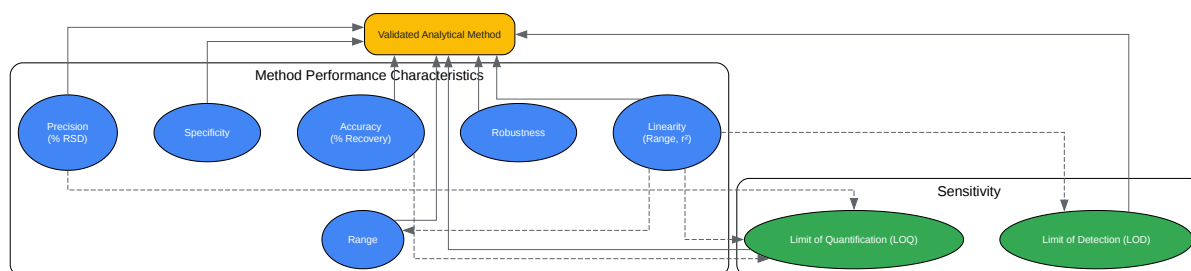 Validated Analytical Method
Method Performance Characteristics
Precision
(% RSD)
Specificity
Accuracy
(% Recovery)
Robustness
Linearity
(Range, r²)
Sensitivity
Range
Limit of Quantification (LOQ)
Limit of Detection (LOD)